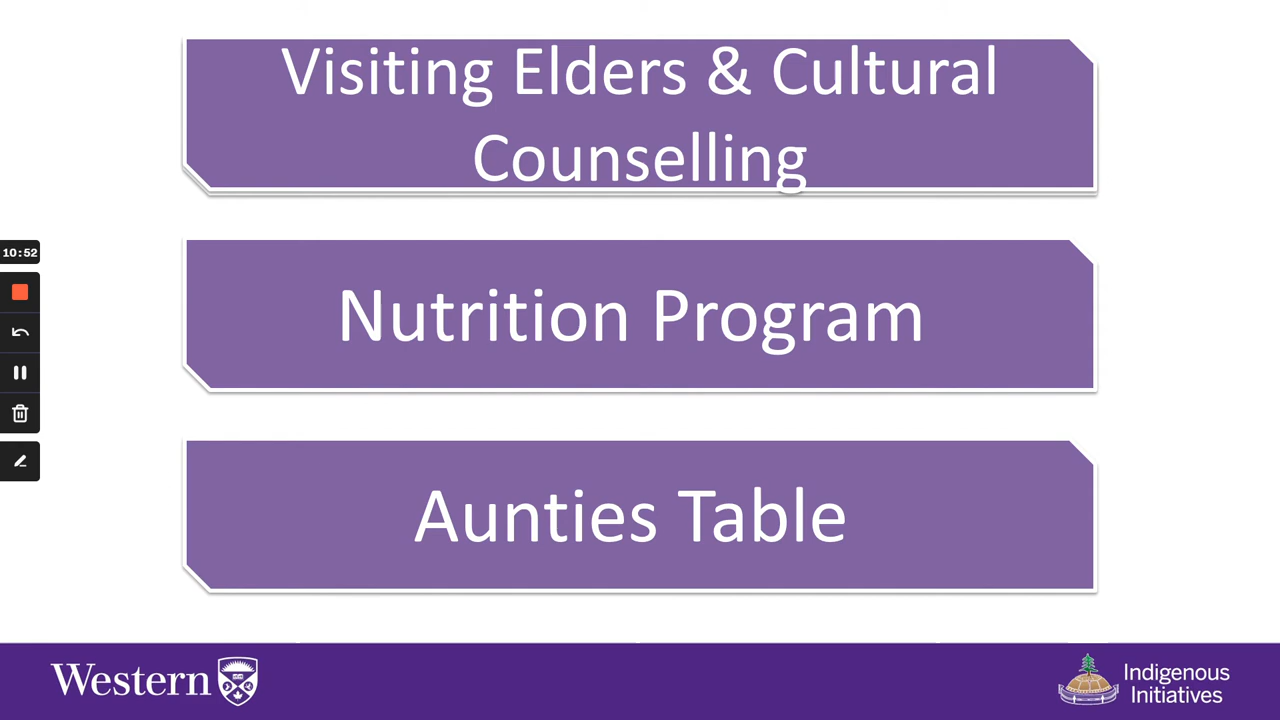 Visiting Elders & Cultural
Counselling
10:52
Nutrition Program
Aunties Table
Western
Indigenous
Initiatives